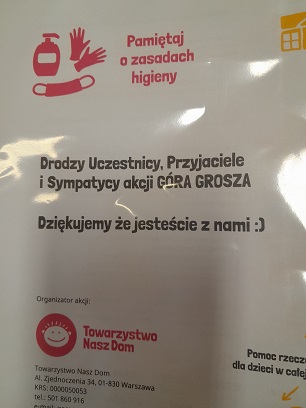 Pamiętaj
o zasadach
higieny
Drodzy Uczestnicy, Przyjaciele
i Sympatycy akcji GÓRA GROSZA
Dziękujemy że jesteście z nami :)
Organizator akcji:
Towarzystwo
Nasz Dom
Towarzystwo Nasz Dom
Al. Zjednoczenia 34, 01-830 Warszawa
KRS: 0000050053
tel.: 501 860 916
Pomoc rzecz
dla dzieci w całej